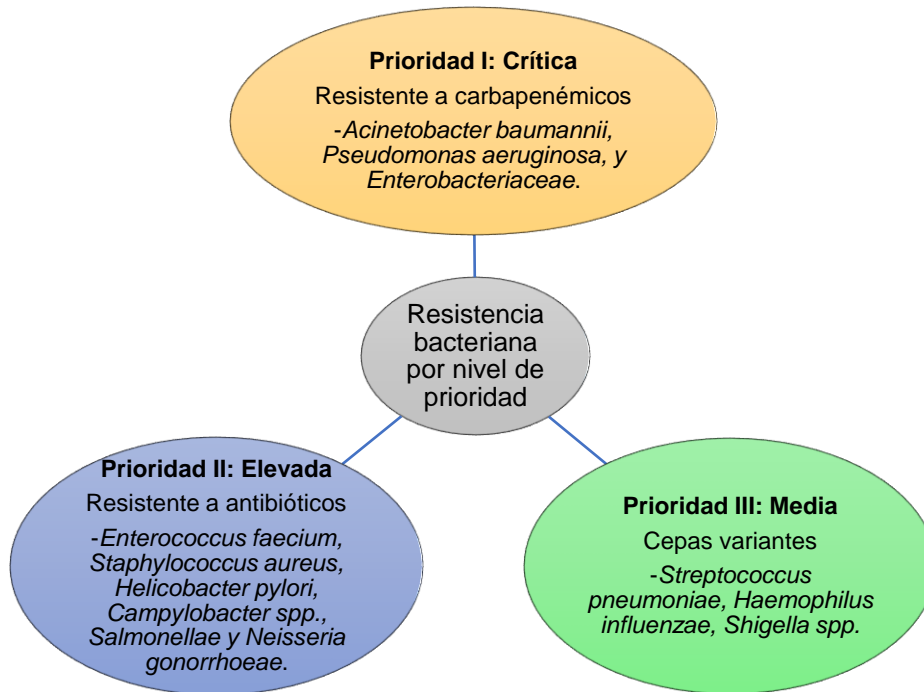 Prioridad I: Crítica
Resistente a carbapenémicos
-Acinetobacter baumannii,
Pseudomonas aeruginosa, y
Enterobacteriaceae.
Resistencia
bacteriana
por nivel de
prioridad
Prioridad II: Elevada
Resistente a antibióticos
-Enterococcus faecium,
Staphylococcus aureus,
Helicobacter pylori,
Campylobacter spp.,
Salmonellae y Neisseria
gonorrhoeae.
Prioridad III: Media
Cepas variantes
-Streptococcus
pneumoniae, Haemophilus
influenzae, Shigella spp.